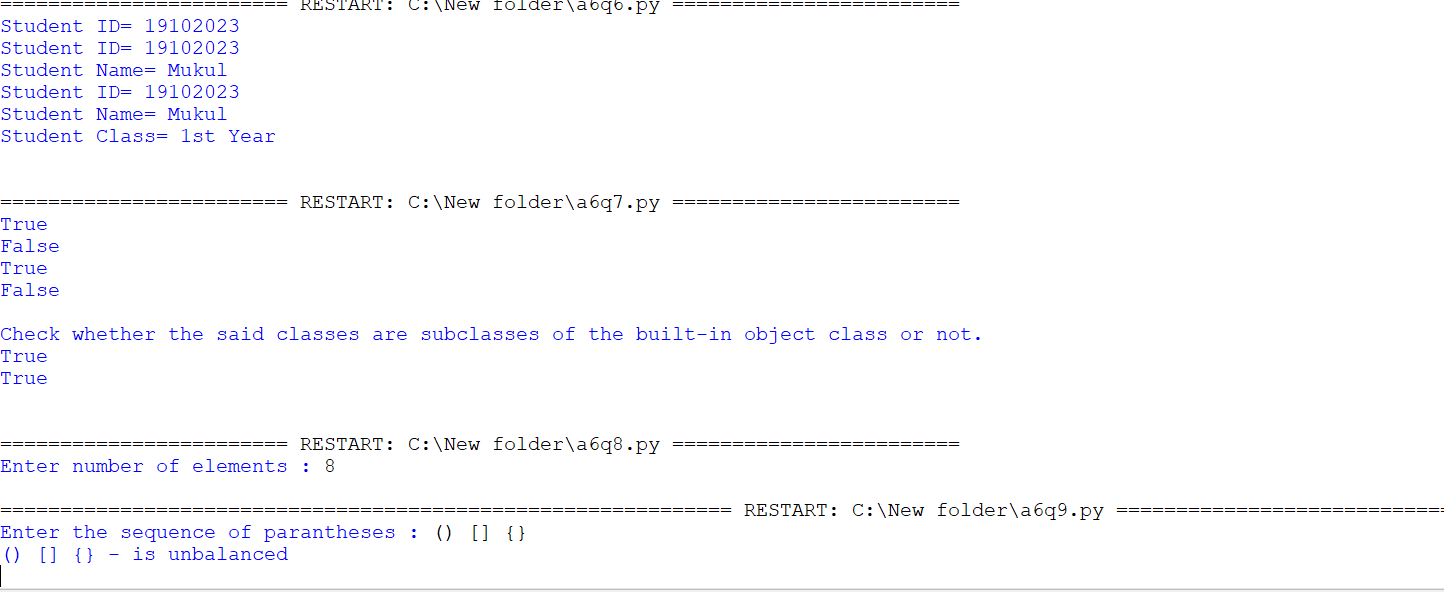 ======================== RESTART: C:\New folder\a6q6.py ========================
Student ID= 19102023
Student ID= 19102023
Student Name= Mukul
Student ID= 19102023
Student Name= Mukul
Student Class= 1st Year
======================== RESTART: C:\New folder\a6q7.py ========================
True
False
True
False
Check whether the said classes are subclasses of the built-in object class or not.
True
True
======================== RESTART: C:\New folder\a6q8.py ========================
Enter number of elements : 8
============================================================= RESTART: C:\New folder\a6q9.py ============================
Enter the sequence of parantheses : () [] {}
() [] {} - is unbalanced